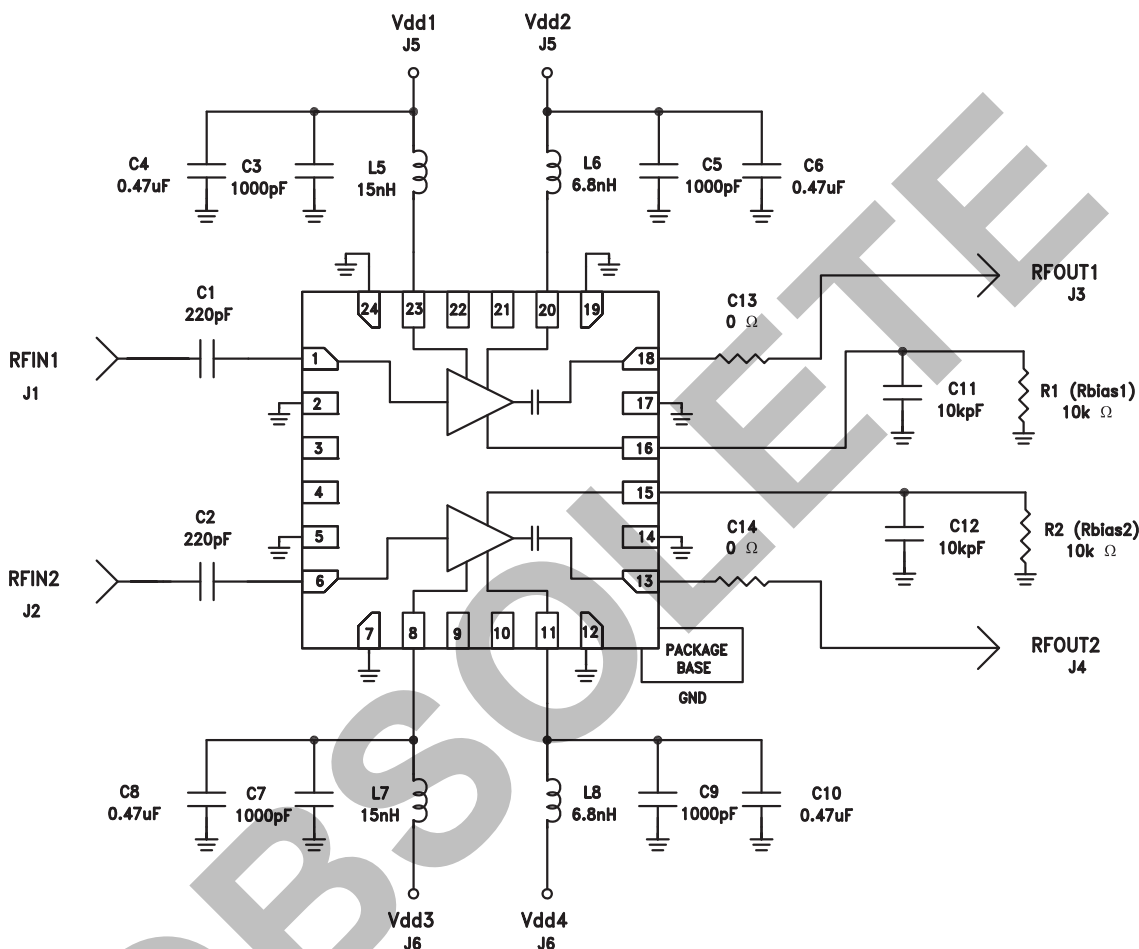 Vdd1
J5
Vdd2
J5
C4
0.47uF
C3
1000pF
L5
15nH
L6
6.8nH
C5
1000pF
C6
0.47uF
24
23
22
21
20
19
C1
220pF
C13
0 Ω
RFOUT1
J3
RFIN1
J1
1
18
2
17
3
16
C11
10kpF
R1 (Rbias1)
10k Ω
4
15
5
14
C2
220pF
C14
0 Ω
C12
10kpF
R2 (Rbias2)
10k Ω
RFIN2
J2
6
13
7
8
9
10
11
12
PACKAGE
BASE
GND
RFOUT2
J4
C8
0.47uF
C7
1000pF
L7
15nH
L8
6.8nH
C9
1000pF
C10
0.47uF
Vdd3
J6
Vdd4
J6
OBSOLETE